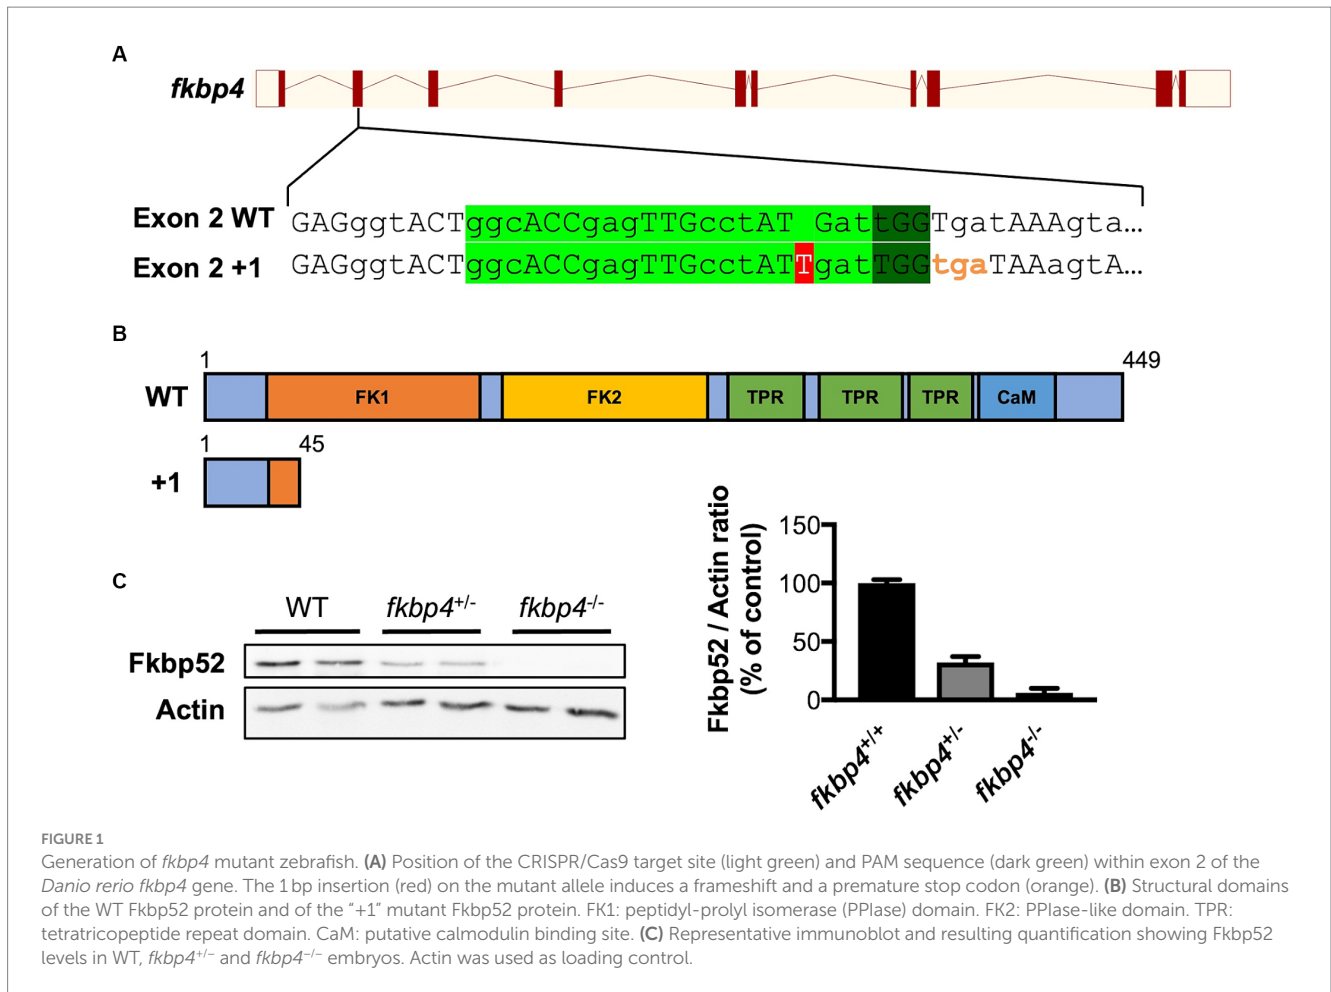 A
fkbp4
Exon 2 WT GAGggtACTggcACCgagTTGcctAT GattGGTgatAAAgta...
Exon 2 +1 GAGggtACTggcACCgagTTGcctATTgatTGGtgaTAAagtA...
B
1 449
WT FK1 FK2 TPR TPR TPR CaM
1 45
+1
C
WT fkbp4+/- fkbp4-/-
Fkbp52
Actin
Fkbp52 / Actin ratio
(% of control)
150
100
50
0
fkbp4+/+ fkbp4+/- fkbp4-/-
FIGURE 1
Generation of fkbp4 mutant zebrafish. (A) Position of the CRISPR/Cas9 target site (light green) and PAM sequence (dark green) within exon 2 of the
Danio rerio fkbp4 gene. The 1 bp insertion (red) on the mutant allele induces a frameshift and a premature stop codon (orange). (B) Structural domains
of the WT Fkbp52 protein and of the “+1” mutant Fkbp52 protein. FK1: peptidyl-prolyl isomerase (PPIase) domain. FK2: PPIase-like domain. TPR:
tetratricopeptide repeat domain. CaM: putative calmodulin binding site. (C) Representative immunoblot and resulting quantification showing Fkbp52
levels in WT, fkbp4+/− and fkbp4−/− embryos. Actin was used as loading control.